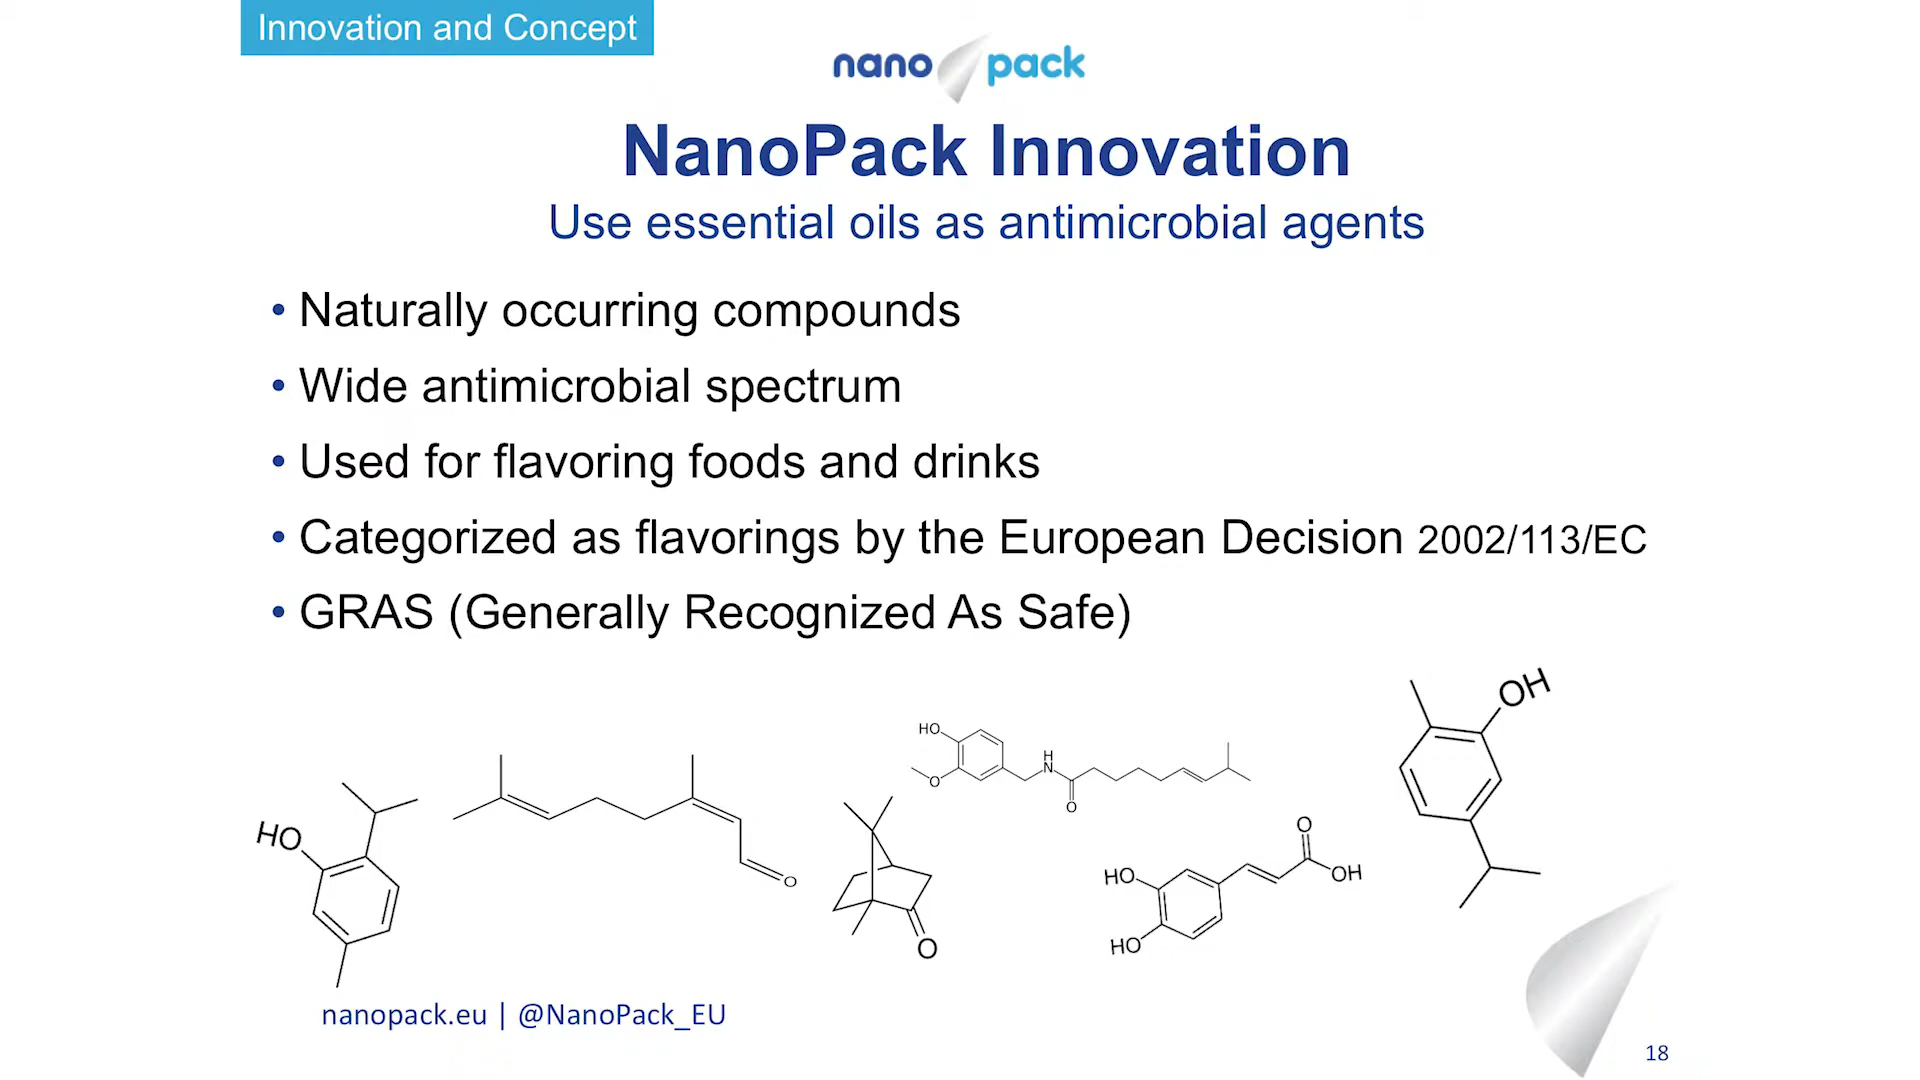 Innovation and Concept
nano pack
NanoPack Innovation
Use essential oils as antimicrobial agents
• Naturally occurring compounds
• Wide antimicrobial spectrum
• Used for flavoring foods and drinks
• Categorized as flavorings by the European Decision 2002/113/EC
• GRAS (Generally Recognized As Safe)
OH
HO
H
N
O
O
O
HO
O
HO
OH
O
HO
nanopack.eu | @NanoPack_EU
18